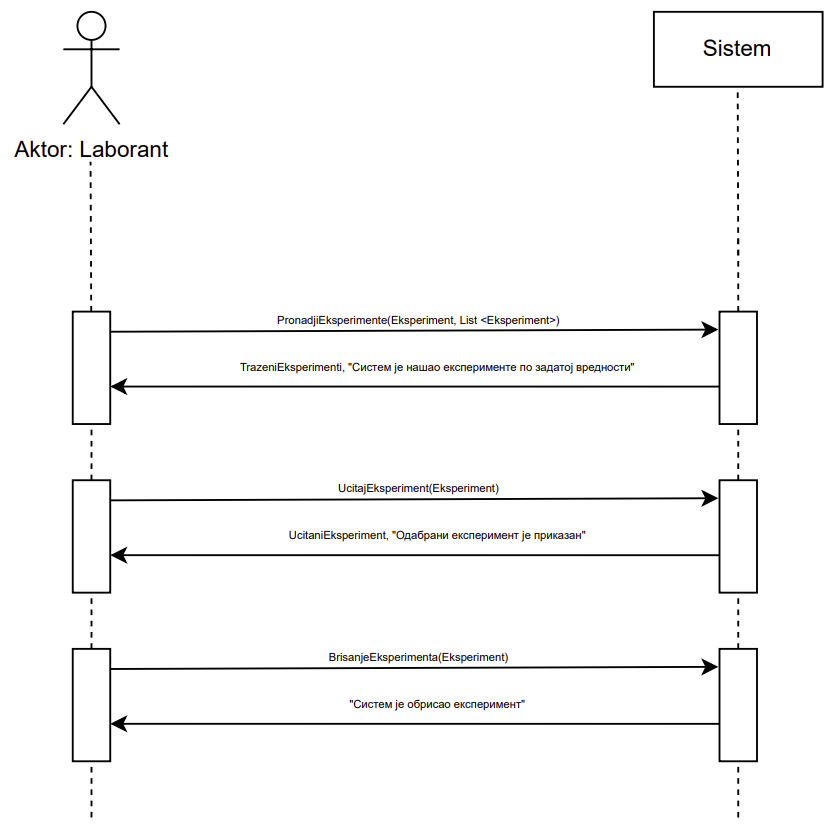 Sistem
Aktor: Laborant
PronadjiEksperimente(Eksperiment, List <Eksperiment>)
TrazeniEksperimenti, "Систем је нашао експерименте по задатој вредности"
UcitajEksperiment(Eksperiment)
UcitaniEksperiment, "Одабрани експеримент је приказан"
BrisanjeEksperimenta(Eksperiment)
"Систем је обрисао експеримент"